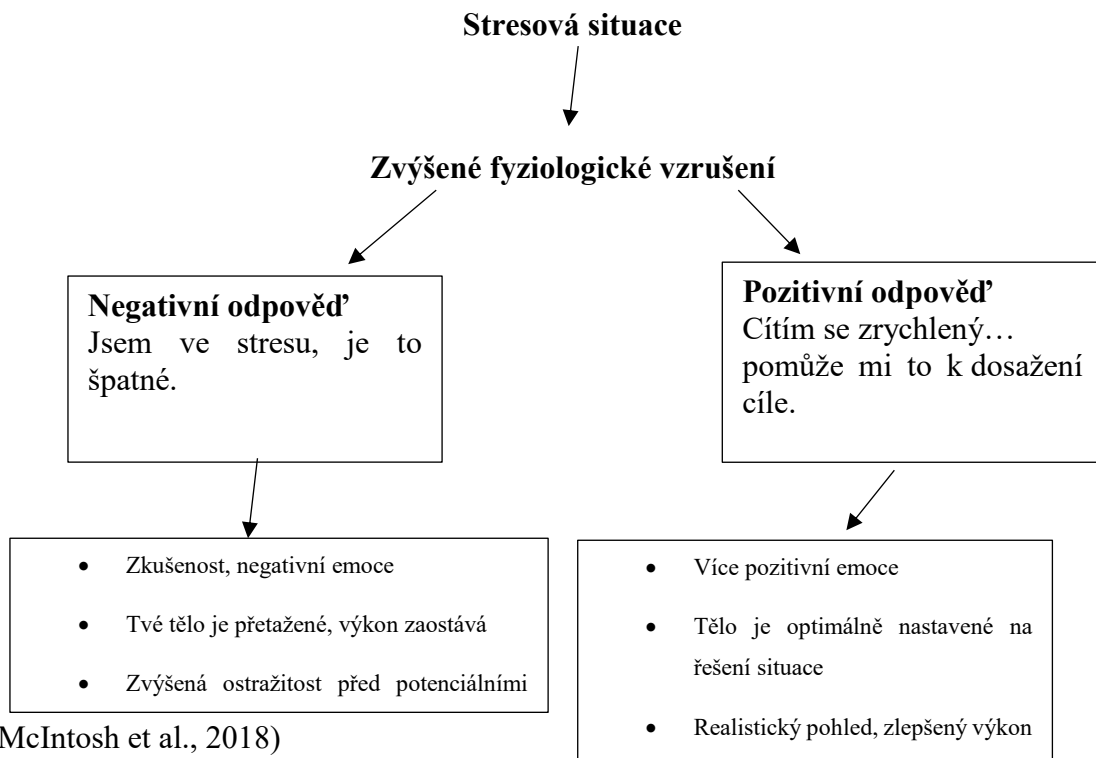 Stresová situace
Zvýšené fyziologické vzrušení
Negativní odpověď
Jsem ve stresu, je to
špatné.
Pozitivní odpověď
Cítím se zrychlený…
pomůže mi to k dosažení
cíle.
• Zkušenost, negativní emoce
• Tvé tělo je přetažené, výkon zaostává
• Zvýšená ostražitost před potenciálními
• Více pozitivní emoce
• Tělo je optimálně nastavené na
řešení situace
• Realistický pohled, zlepšený výkon
McIntosh et al., 2018)